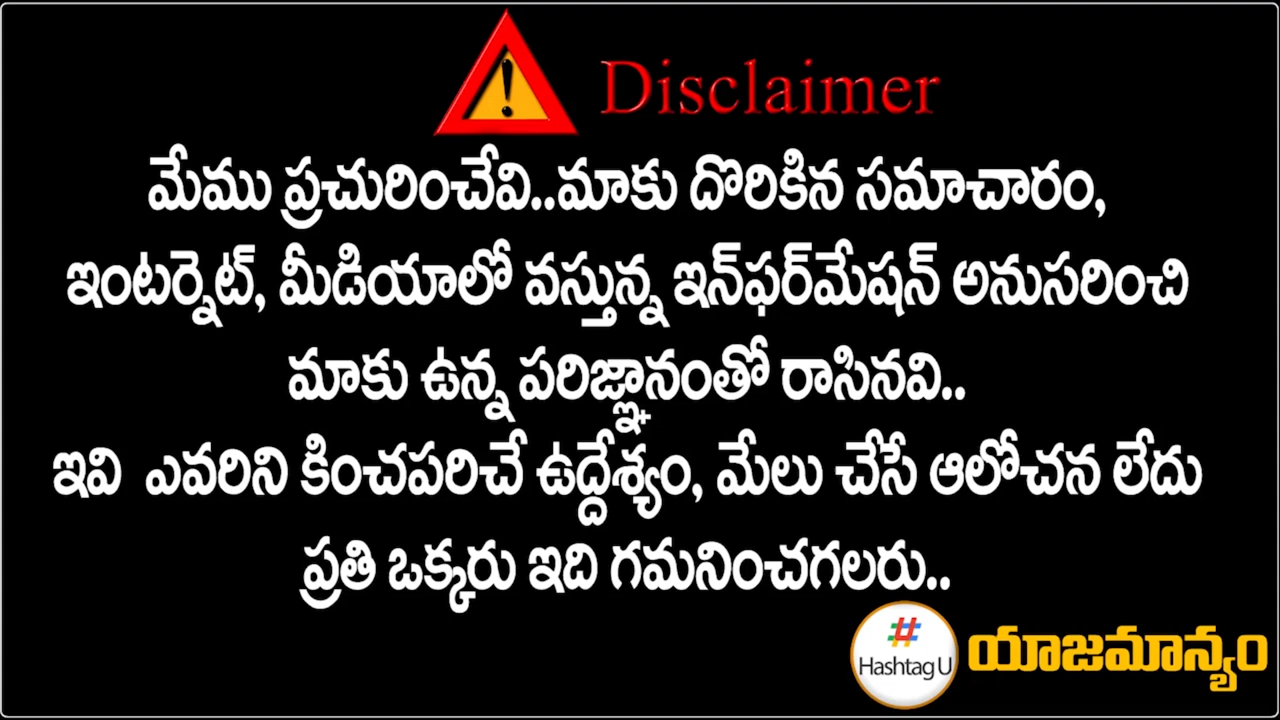 Disclaimer
మేము ప్రచురించేవి..మాకు దొరికిన సమాచారం,
ఇంటర్నెట్, మీడియాలో వస్తున్న ఇన్‌ఫర్‌మేషన్ అనుసరించి
మాకు ఉన్న పరిజ్ఞానంతో రాసినవి..
ఇవి ఎవరిని కించపరిచే ఉద్దేశ్యం, మేలు చేసే ఆలోచన లేదు
ప్రతి ఒక్కరు ఇది గమనించగలరు..
# Hashtag U యాజమాన్యం